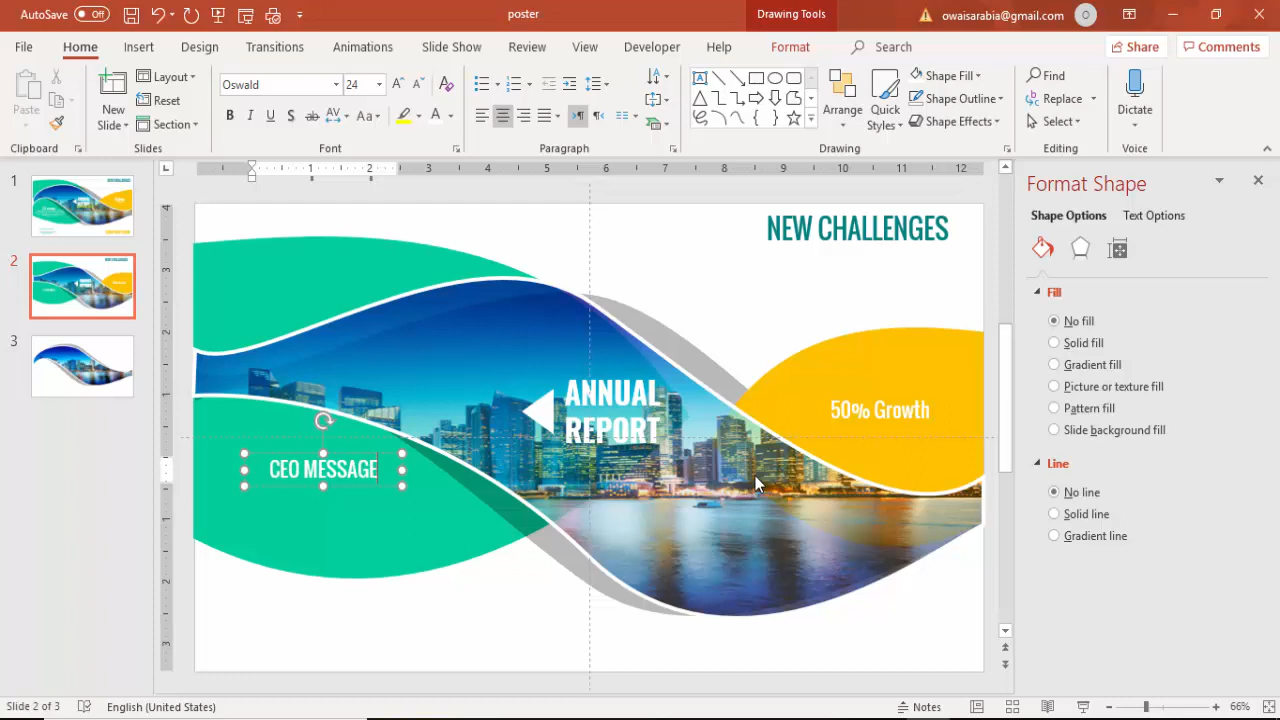 AutoSave Off
poster
Drawing Tools
owaisarabia@gmail.com
O
File Home Insert Design Transitions Animations Slide Show Review View Developer Help Format Search Share Comments
Paste
New Slide
Layout
Reset
Section
Oswald
24
Shape Fill
Shape Outline
Shape Effects
Arrange
Quick Styles
Find
Replace
Select
Dictate
Clipboard Slides Font Paragraph Drawing Editing Voice
1
2
3
NEW CHALLENGES
ANNUAL
REPORT
50% Growth
CEO MESSAGE
Format Shape
Shape Options Text Options
Fill
No fill
Solid fill
Gradient fill
Picture or texture fill
Pattern fill
Slide background fill
Line
No line
Solid line
Gradient line
Slide 2 of 3 English (United States) Notes 66%